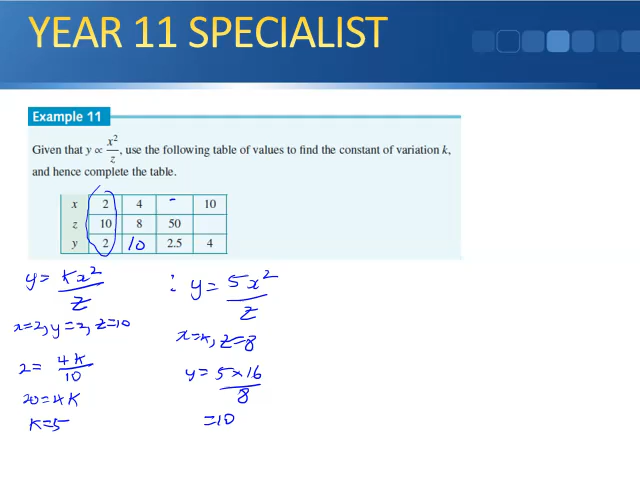 YEAR 11 SPECIALIST
Example 11
Given that y ∝ x²/z, use the following table of values to find the constant of variation k,
and hence complete the table.
x 2 4 10
z 10 8 50
y 2 10 2.5 4
y = kx²/z
x=2, y=2, z=10
2 = 4k/10
20=4k
k=5
∴ y = 5x²/z
x=4, z=8
y = 5×16/8
=10